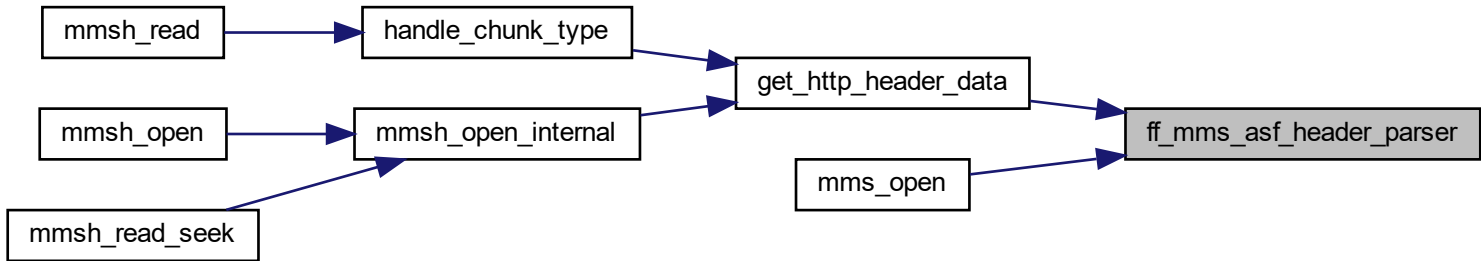 mmsh_read
handle_chunk_type
get_http_header_data
ff_mms_asf_header_parser
mmsh_open
mmsh_open_internal
mms_open
mmsh_read_seek